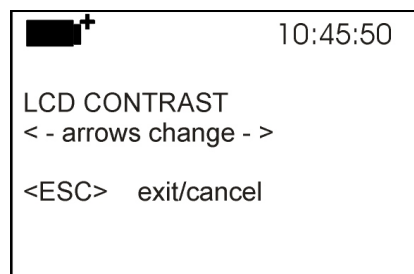 10:45:50
LCD CONTRAST
< - arrows change - >
<ESC> exit/cancel